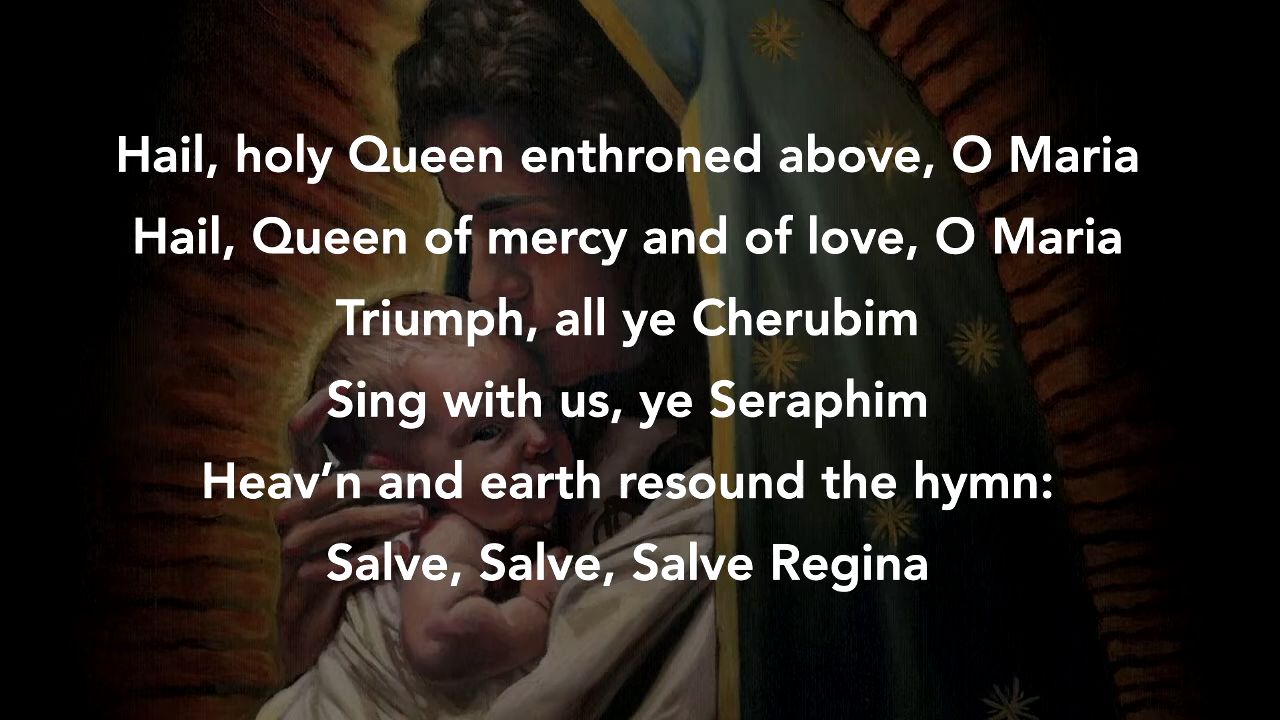 Hail, holy Queen enthroned above, O Maria
Hail, Queen of mercy and of love, O Maria
Triumph, all ye Cherubim
Sing with us, ye Seraphim
Heav’n and earth resound the hymn:
Salve, Salve, Salve Regina